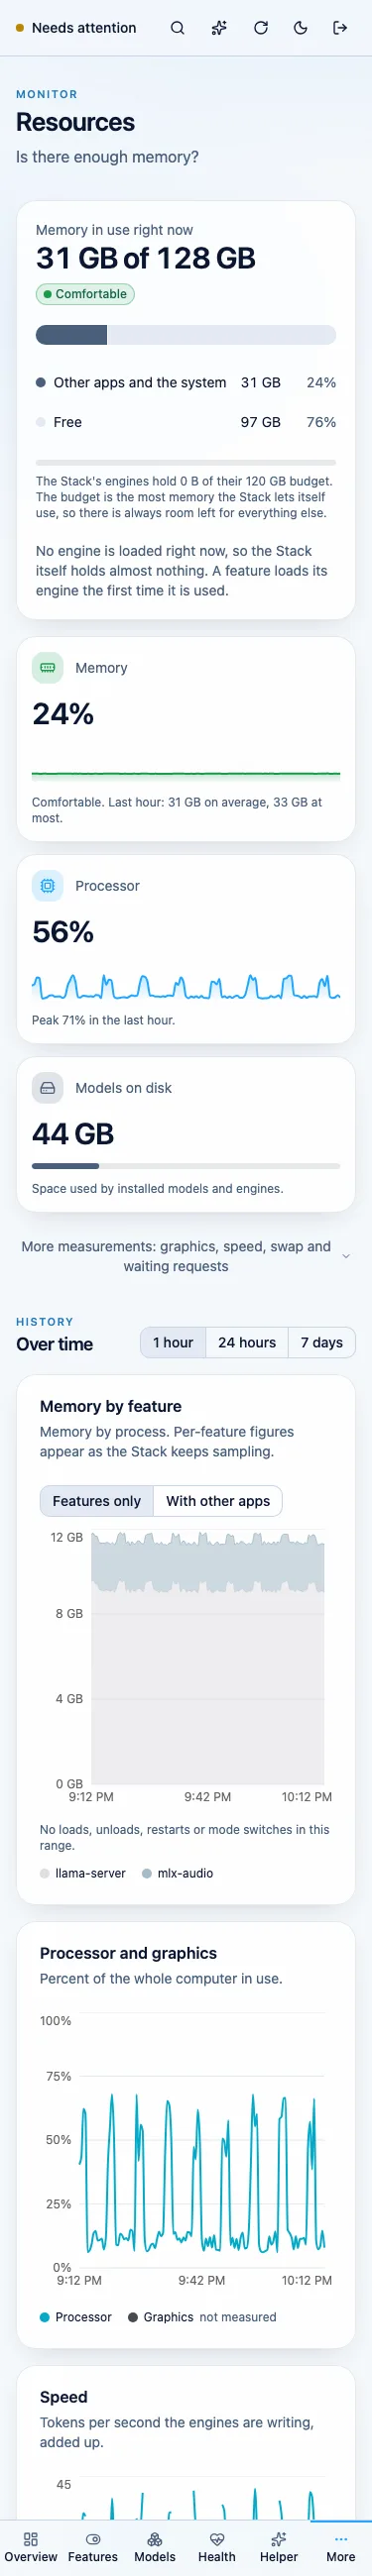 Needs attention
MONITOR
Resources
Is there enough memory?
Memory in use right now
31 GB of 128 GB
Comfortable
Other apps and the system 31 GB 24%
Free 97 GB 76%
The Stack's engines hold 0 B of their 120 GB budget.
The budget is the most memory the Stack lets itself
use, so there is always room left for everything else.
No engine is loaded right now, so the Stack
itself holds almost nothing. A feature loads its
engine the first time it is used.
Memory
24%
Comfortable. Last hour: 31 GB on average, 33 GB at
most.
Processor
56%
Peak 71% in the last hour.
Models on disk
44 GB
Space used by installed models and engines.
More measurements: graphics, speed, swap and
waiting requests
HISTORY
Over time
1 hour 24 hours 7 days
Memory by feature
Memory by process. Per-feature figures
appear as the Stack keeps sampling.
Features only With other apps
12 GB
8 GB
4 GB
0 GB
9:12 PM 9:42 PM 10:12 PM
No loads, unloads, restarts or mode switches in this
range.
llama-server mlx-audio
Processor and graphics
Percent of the whole computer in use.
100%
75%
50%
25%
0%
9:12 PM 9:42 PM 10:12 PM
Processor Graphics not measured
Speed
Tokens per second the engines are writing,
added up.
45
Overview Features Models Health Helper More